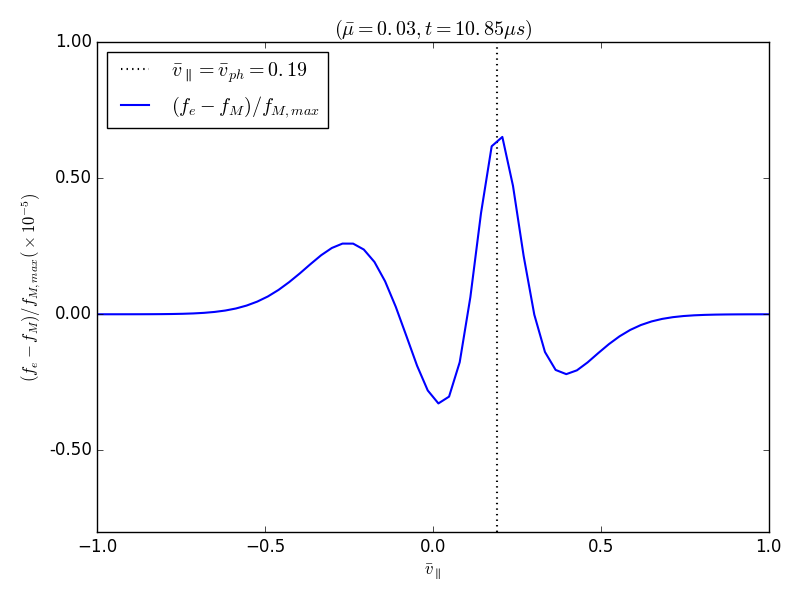 (μ̄ = 0.03, t = 10.85μs)
v̄∥ = v̄ph = 0.19
(fe − fM)/fM,max
1.00
0.50
0.00
-0.50
(fe − fM)/fM,max(×10⁻⁵)
−1.0 −0.5 0.0 0.5 1.0
v̄∥